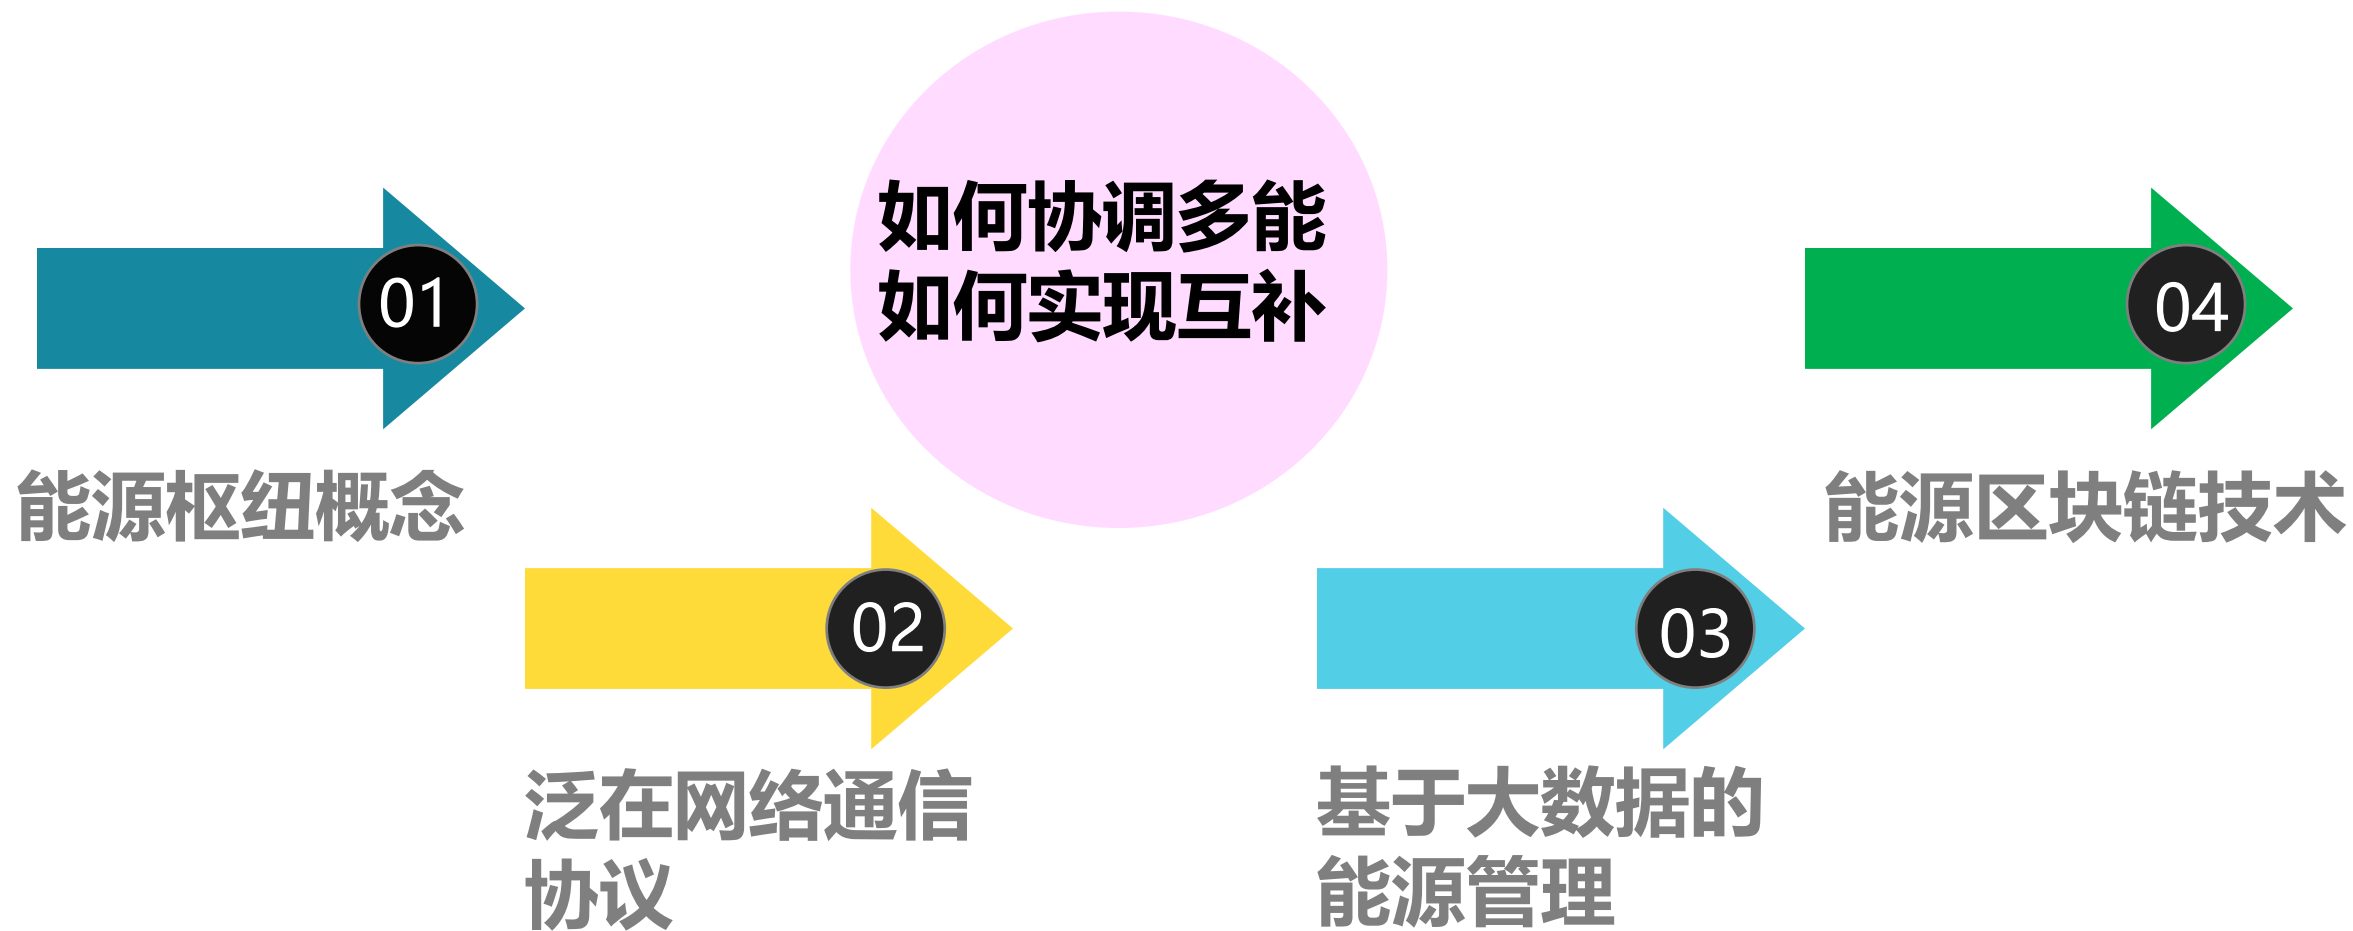 如何协调多能
如何实现互补
01
能源枢纽概念
02
泛在网络通信
协议
03
基于大数据的
能源管理
04
能源区块链技术